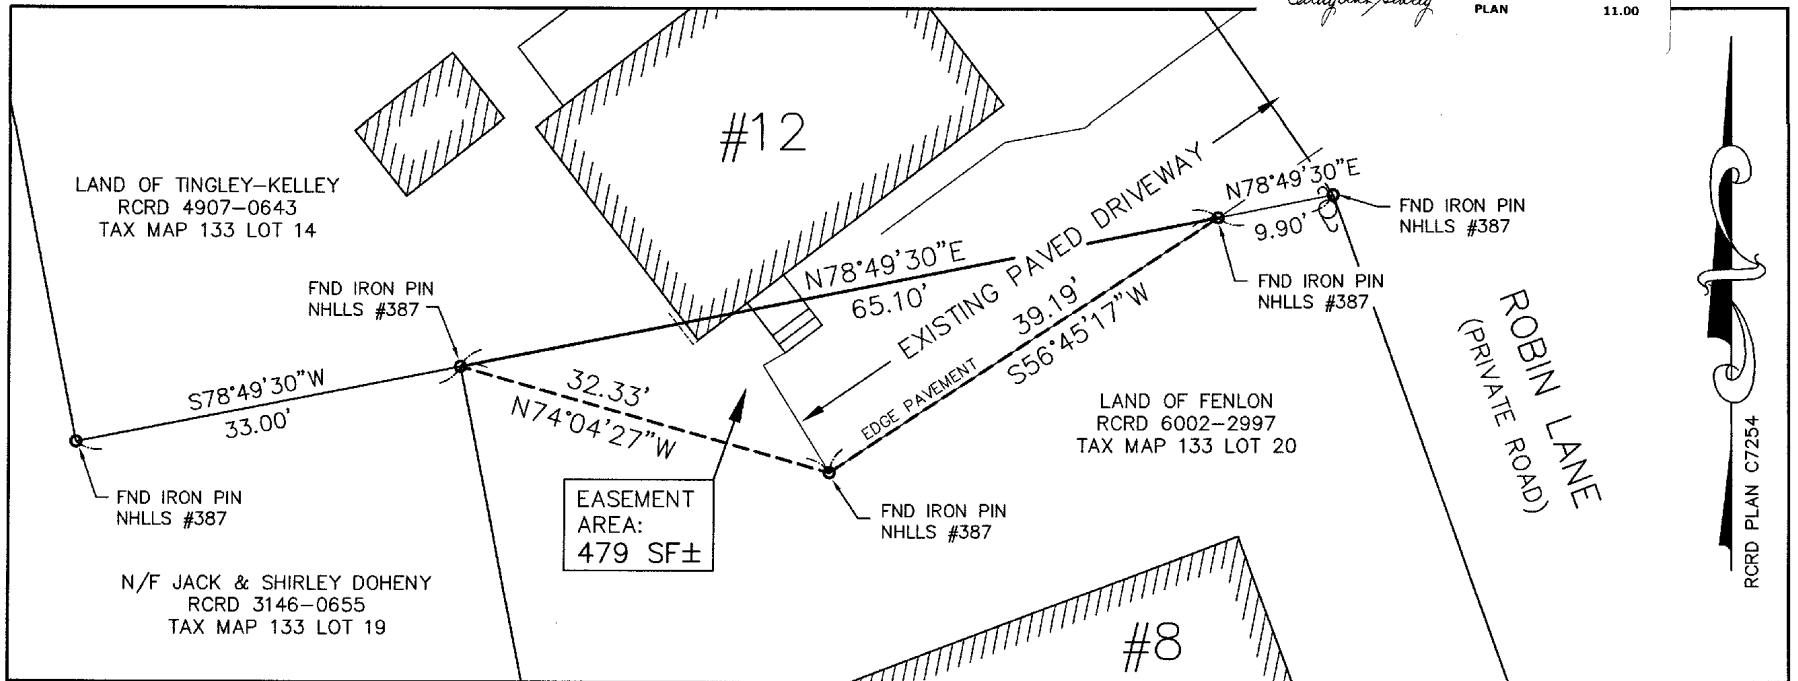 PLAN 11.00
#12
LAND OF TINGLEY-KELLEY
RCRD 4907-0643
TAX MAP 133 LOT 14
FND IRON PIN
NHLLS #387
S78°49'30"W
33.00'
FND IRON PIN
NHLLS #387
N/F JACK & SHIRLEY DOHENY
RCRD 3146-0655
TAX MAP 133 LOT 19
N78°49'30"E
65.10'
EXISTING PAVED DRIVEWAY
32.33'
N74°04'27"W
EASEMENT
AREA:
479 SF±
EDGE PAVEMENT
39.19'
S56°45'17"W
FND IRON PIN
NHLLS #387
N78°49'30"E
9.90'
FND IRON PIN
NHLLS #387
FND IRON PIN
NHLLS #387
LAND OF FENLON
RCRD 6002-2997
TAX MAP 133 LOT 20
#8
ROBIN LANE
(PRIVATE ROAD)
RCRD PLAN C7254